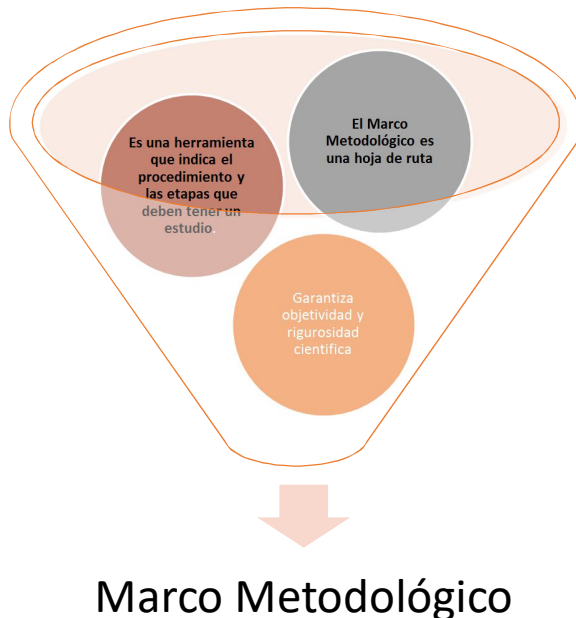 Es una herramienta
que indica el
procedimiento y
las etapas que
deben tener un
estudio.
El Marco
Metodológico es
una hoja de ruta
Garantiza
objetividad y
rigurosidad
cientifica
Marco Metodológico